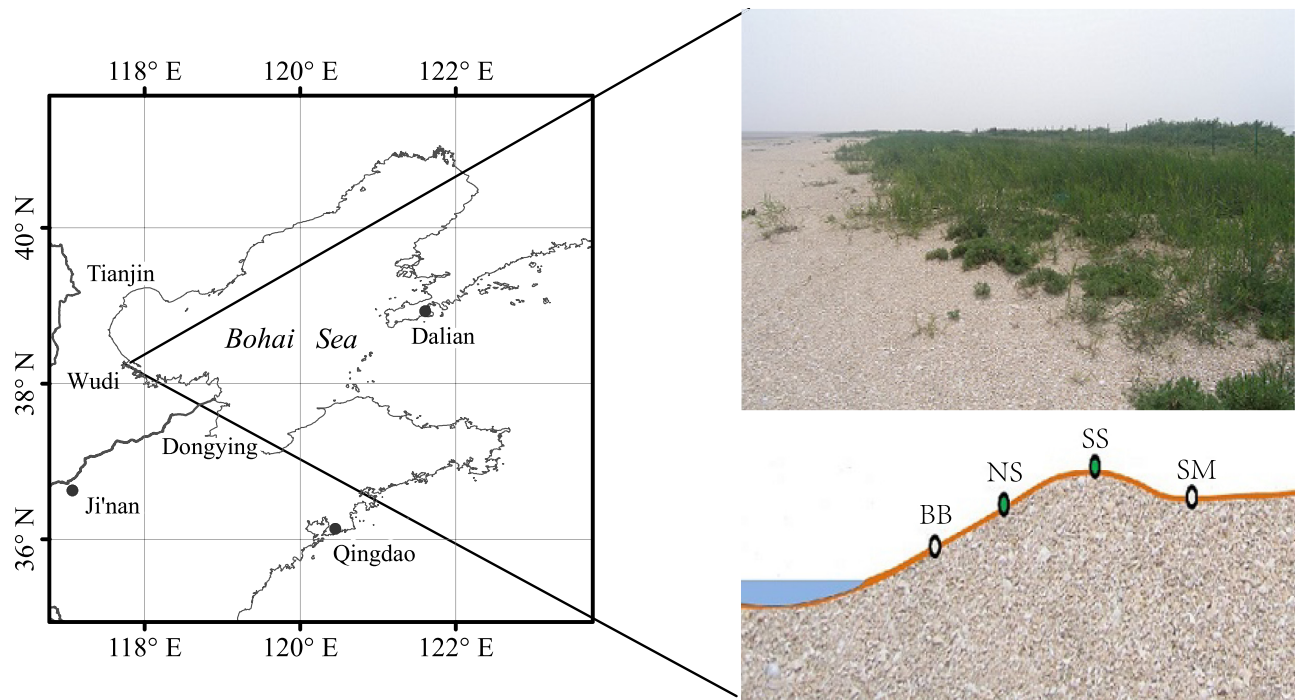 118° E 120° E 122° E
40° N
Tianjin
Bohai Sea
Dalian
Wudi
38° N
Dongying
Ji'nan
36° N
Qingdao
118° E 120° E 122° E
SS
NS
SM
BB